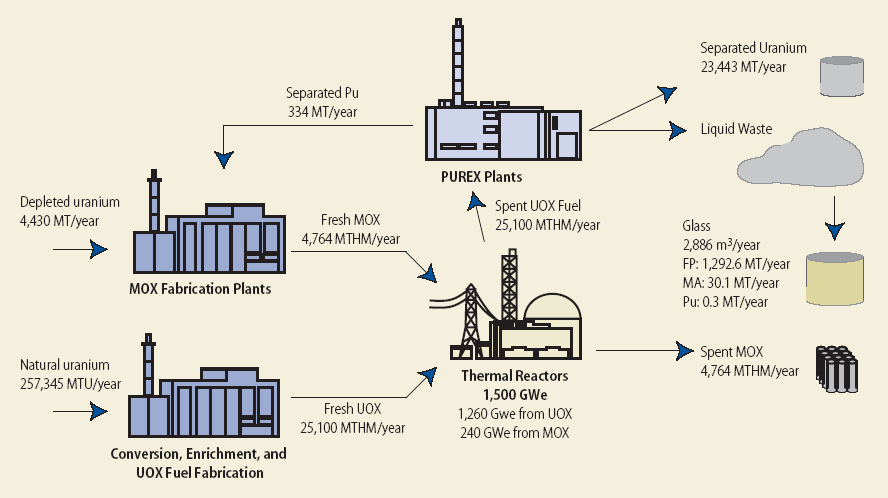 Separated Uranium
23,443 MT/year
Separated Pu
334 MT/year
Liquid Waste
PUREX Plants
Depleted uranium
4,430 MT/year
Fresh MOX
4,764 MTHM/year
Spent UOX Fuel
25,100 MTHM/year
Glass
2,886 m³/year
FP: 1,292.6 MT/year
MA: 30.1 MT/year
Pu: 0.3 MT/year
MOX Fabrication Plants
Natural uranium
257,345 MTU/year
Spent MOX
4,764 MTHM/year
Thermal Reactors
1,500 GWe
1,260 Gwe from UOX
240 GWe from MOX
Fresh UOX
25,100 MTHM/year
Conversion, Enrichment, and
UOX Fuel Fabrication